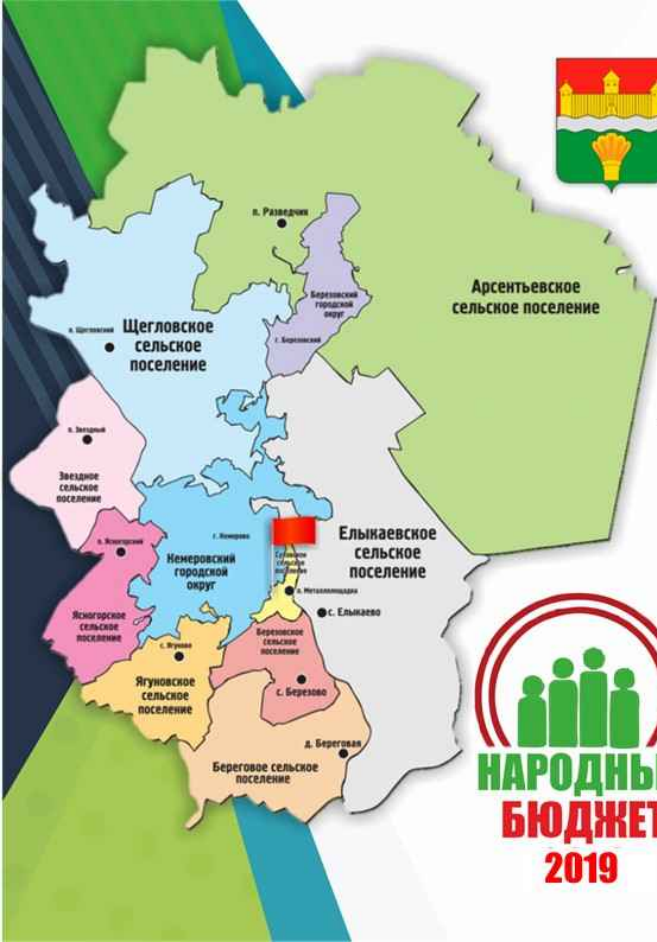 п. Разведчик
Березовский
городской
округ
г. Березовский
Арсентьевское
сельское поселение
п. Щегловский
Щегловское
сельское
поселение
п. Звездный
Звездное
сельское
поселение
г. Кемерово
Кемеровский
городской
округ
Елыкаевское
сельское
поселение
п. Ясногорский
Ясногорское
сельское
поселение
сельское
поселение
п. Металлплощадка
с. Елыкаево
Березовское
сельское
поселение
с. Ягуново
Ягуновское
сельское
поселение
с. Березово
д. Береговая
Береговое сельское
поселение
НАРОДНЫ
БЮДЖЕТ
2019